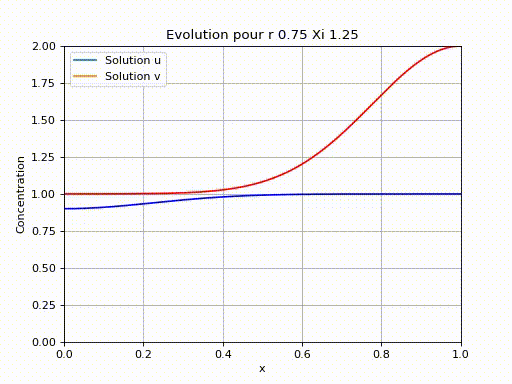 Evolution pour r 0.75 Xi 1.25
2.00
Solution u
Solution v
1.75
1.50
1.25
Concentration
1.00
0.75
0.50
0.25
0.00
0.0 0.2 0.4 0.6 0.8 1.0
x